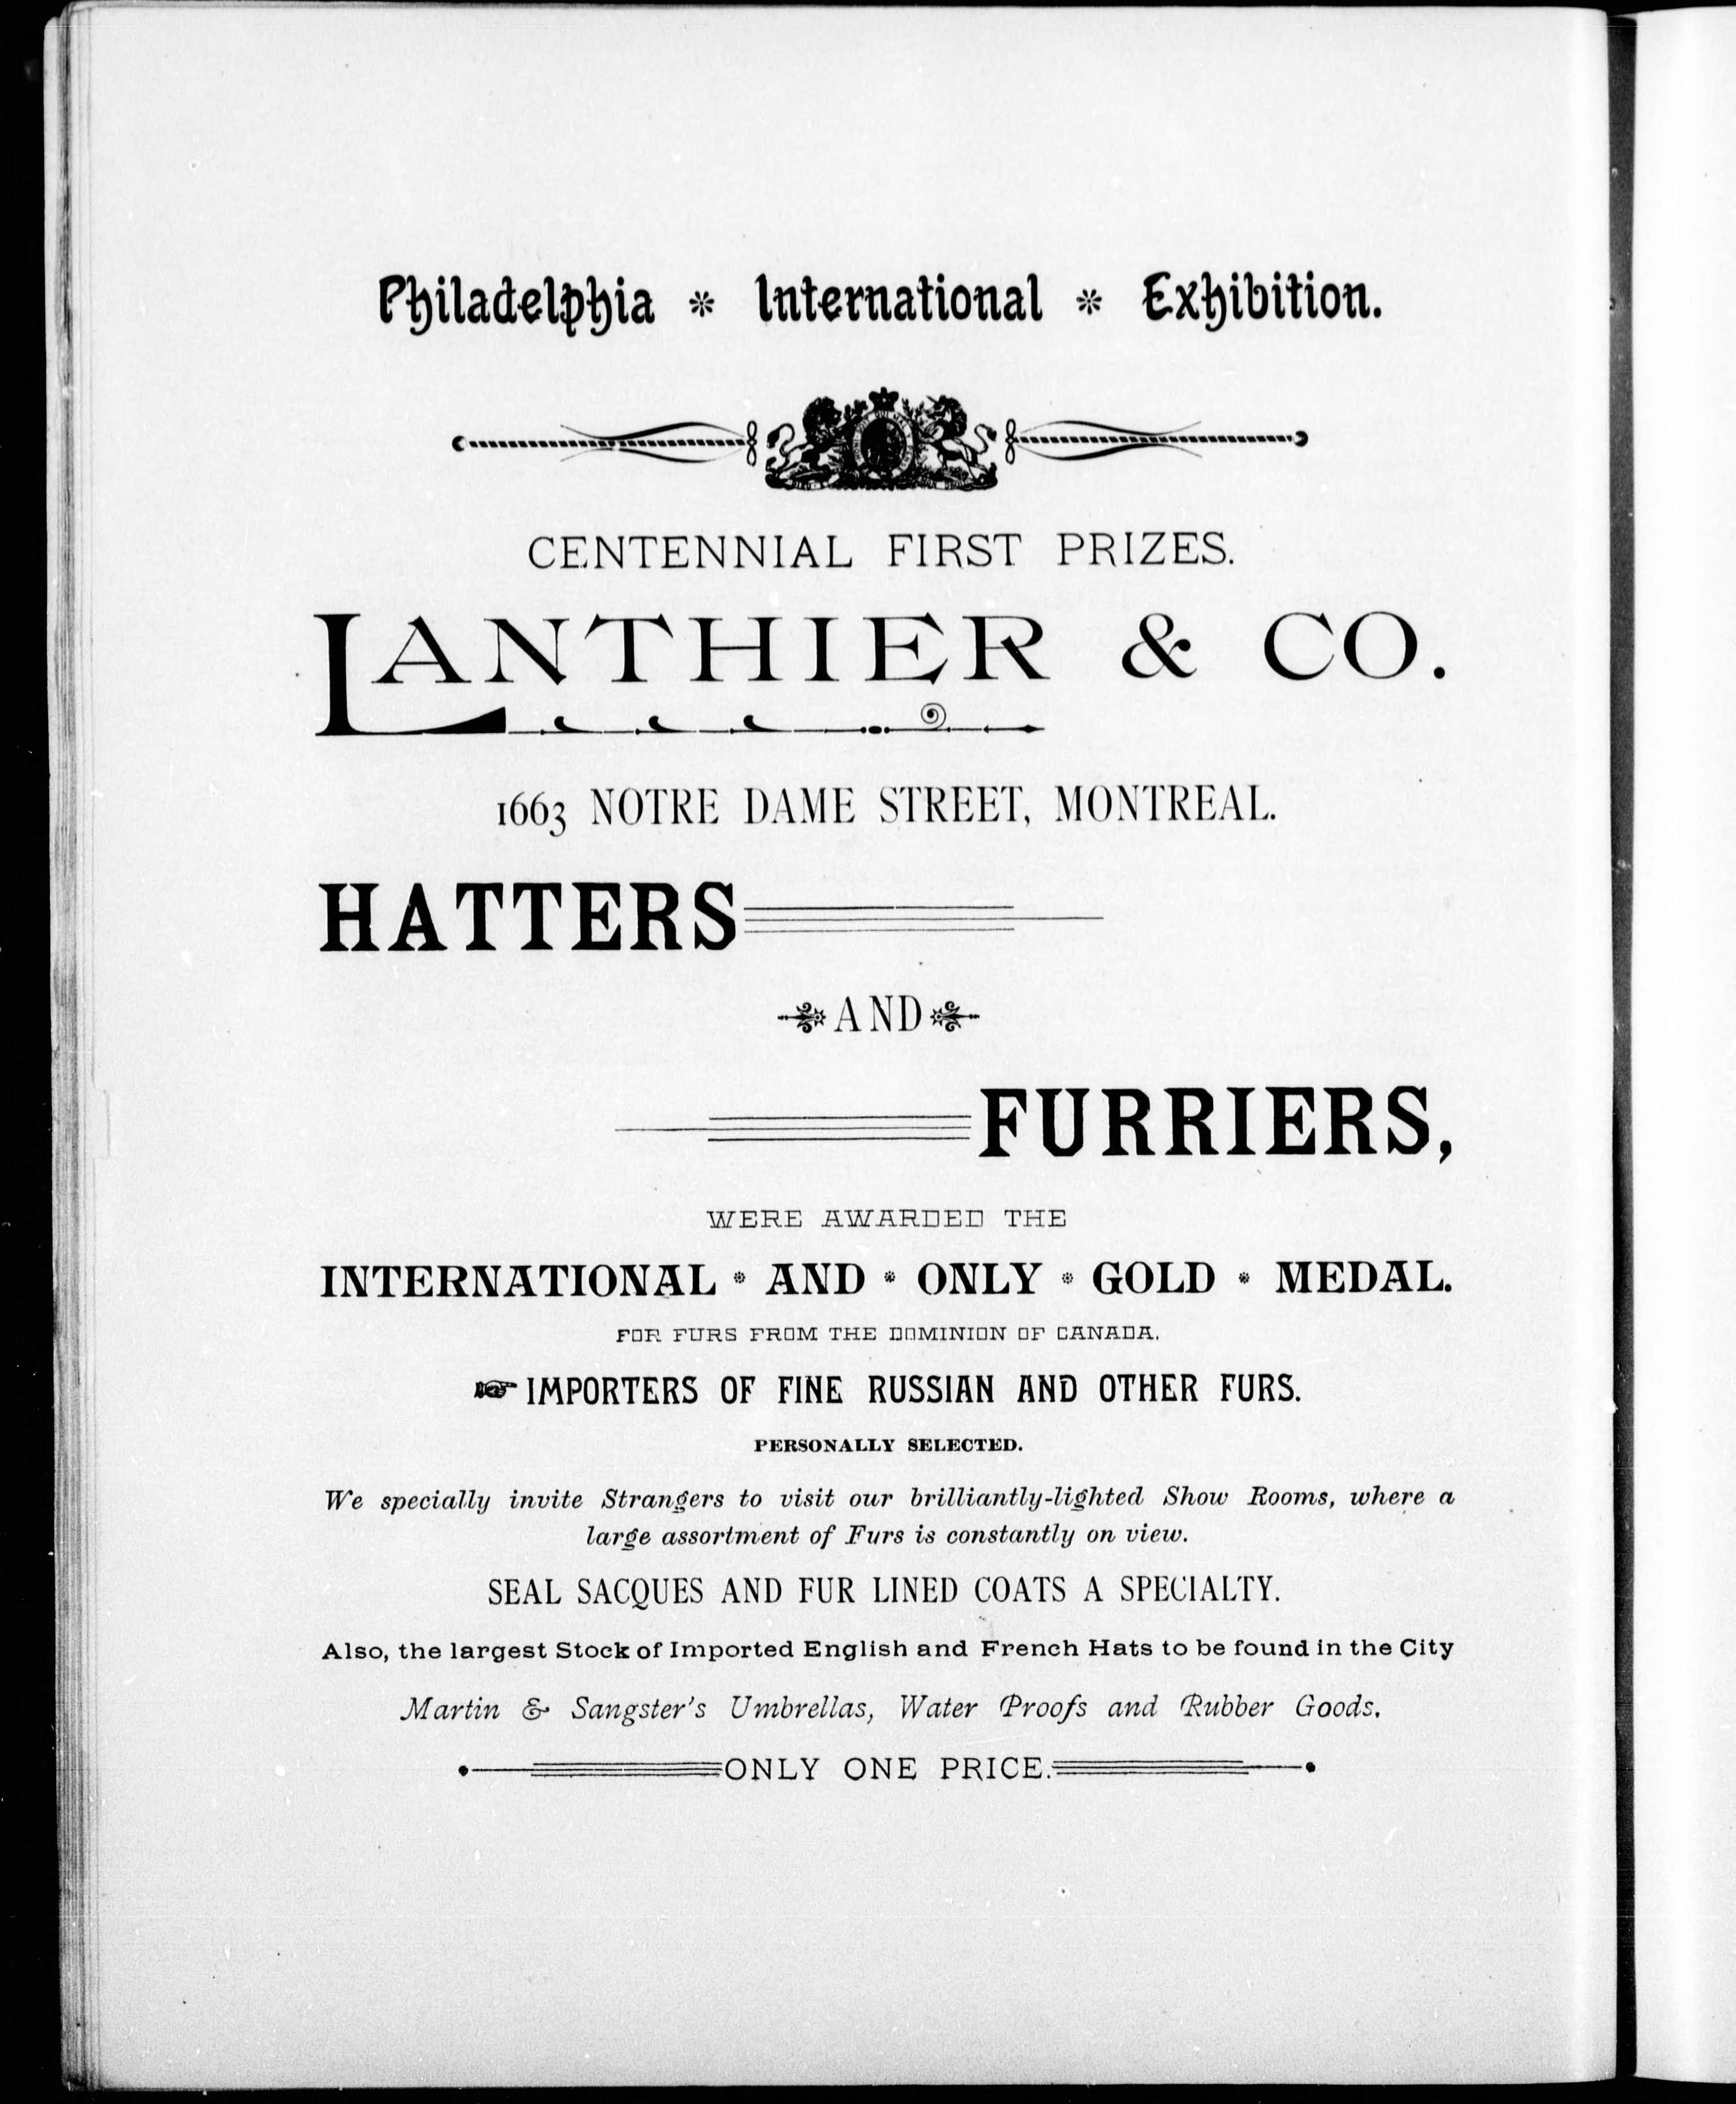 Philadelphia * International * Exhibition.
CENTENNIAL FIRST PRIZES.
LANTHIER & CO.
1663 NOTRE DAME STREET, MONTREAL.
HATTERS
AND
FURRIERS,
WERE AWARDED THE
INTERNATIONAL * AND * ONLY * GOLD * MEDAL.
FOR FURS FROM THE DOMINION OF CANADA.
☞ IMPORTERS OF FINE RUSSIAN AND OTHER FURS.
PERSONALLY SELECTED.
We specially invite Strangers to visit our brilliantly-lighted Show Rooms, where a
large assortment of Furs is constantly on view.
SEAL SACQUES AND FUR LINED COATS A SPECIALTY.
Also, the largest Stock of Imported English and French Hats to be found in the City
Martin & Sangster's Umbrellas, Water Proofs and Rubber Goods.
ONLY ONE PRICE.